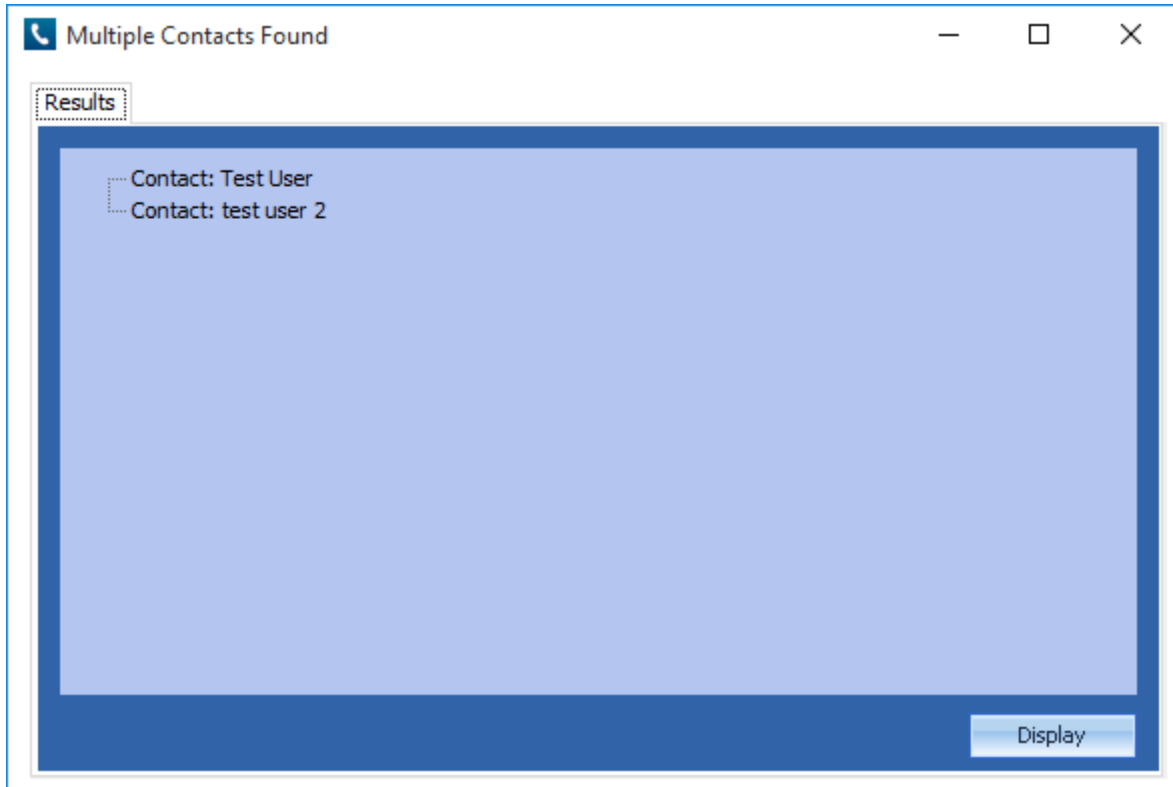 Multiple Contacts Found
Results
Contact: Test User
Contact: test user 2
Display